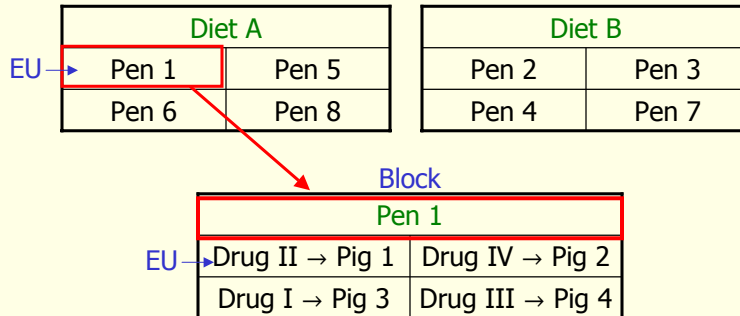 Diet A Diet B
EU Pen 1 Pen 5 Pen 2 Pen 3
Pen 6 Pen 8 Pen 4 Pen 7
Block
Pen 1
EU Drug II → Pig 1 Drug IV → Pig 2
Drug I → Pig 3 Drug III → Pig 4